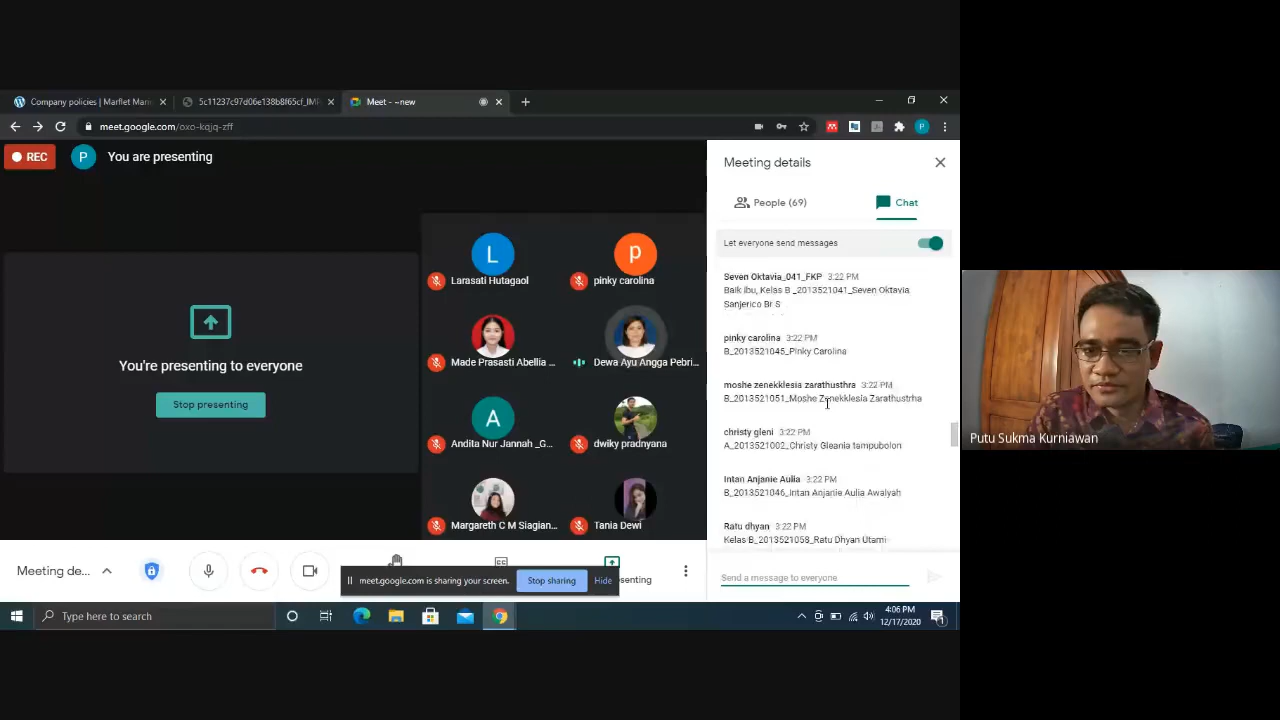 Company policies | Marflet Mari
5c11237c97d06e138b8f65cf_IMP
Meet - ~new
meet.google.com/oxo-kqjq-zff
P
REC
P
You are presenting
Meeting details
People (69)
Chat
Let everyone send messages
L
Larasati Hutagaol
p
pinky carolina
Made Prasasti Abellia ...
Dewa Ayu Angga Pebri...
A
Andita Nur Jannah _G...
dwiky pradnyana
Margareth C M Siagian...
Tania Dewi
You're presenting to everyone
Stop presenting
Seven Oktavia_041_FKP 3:22 PM
Baik Ibu, Kelas B _2013521041_Seven Oktavia
Sanjerico Br S
pinky carolina 3:22 PM
B_2013521045_Pinky Carolina
moshe zenekklesia zarathusthra 3:22 PM
B_2013521051_Moshe Zenekklesia Zarathustrha
christy gleni 3:22 PM
A_2013521002_Christy Gleania tampubolon
Intan Anjanie Aulia 3:22 PM
B_2013521046_Intan Anjanie Aulia Awalyah
Ratu dhyan 3:22 PM
Kelas B_2013521058_Ratu Dhyan Utami
Send a message to everyone
Putu Sukma Kurniawan
Meeting de...
meet.google.com is sharing your screen.
Stop sharing
Hide
esenting
Type here to search
4:06 PM
12/17/2020